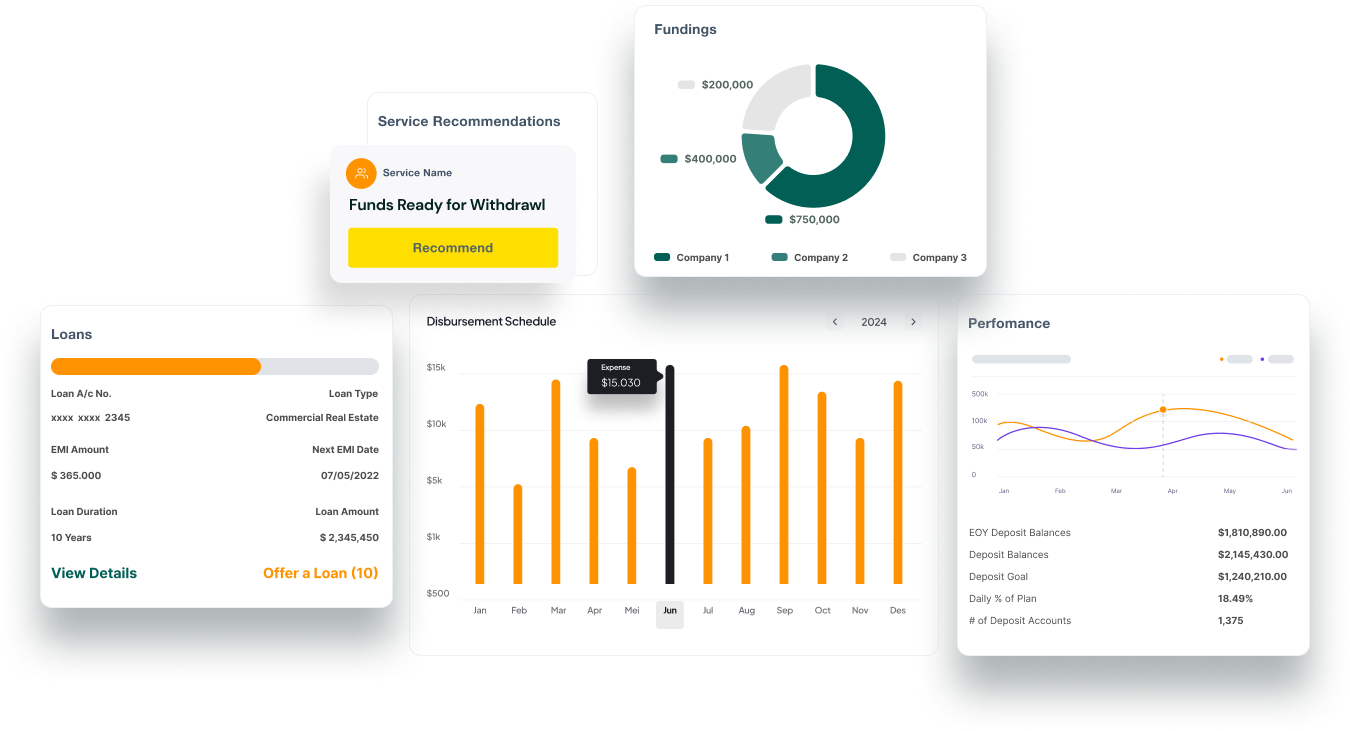 Fundings
$200,000
$400,000
$750,000
Company 1 Company 2 Company 3
Service Recommendations
Service Name
Funds Ready for Withdrawl
Recommend
Loans
Loan A/c No. Loan Type
xxxx xxxx 2345 Commercial Real Estate
EMI Amount Next EMI Date
$ 365.000 07/05/2022
Loan Duration Loan Amount
10 Years $ 2,345,450
View Details Offer a Loan (10)
Disbursement Schedule 2024
$15k
$10k
$5k
$1k
$500
Expense
$15.030
Jan Feb Mar Apr Mei Jun Jul Aug Sep Oct Nov Des
Perfomance
500k
100k
50k
0
Jan Feb Mar Apr May Jun
EOY Deposit Balances $1,810,890.00
Deposit Balances $2,145,430.00
Deposit Goal $1,240,210.00
Daily % of Plan 18.49%
# of Deposit Accounts 1,375